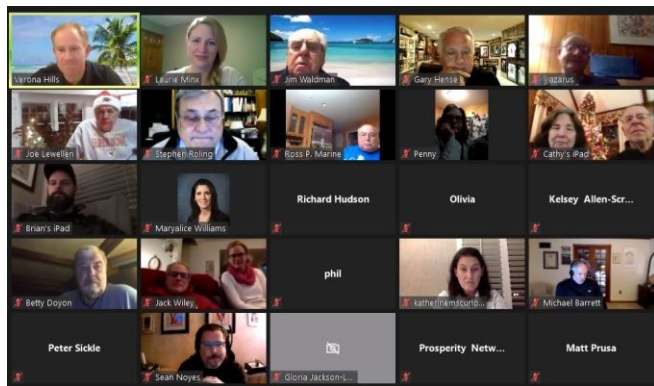 Verona Hills
Laurie Minx
Jim Waldman
Gary Hense
Joe Lewellen
Stephen Roling
Ross P. Marine
Penny
Cathy's iPad
Brian's iPad
Maryalice Williams
Richard Hudson
Olivia
Kelsey Allen-Scr...
Betty Doyon
Jack Wiley
phil
katherinemscurlo...
Michael Barrett
Peter Sickle
Sean Noyes
Gloria Jackson-L...
Prosperity Netw...
Matt Prusa